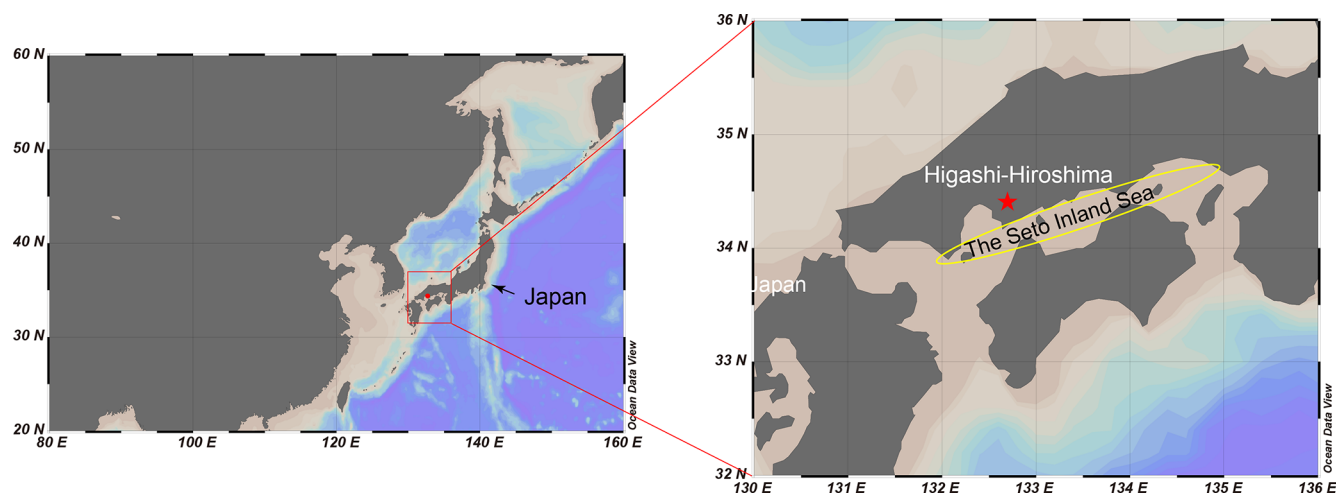 60 N
50 N
40 N
30 N
20 N
80 E
100 E
120 E
140 E
160 E
Japan
Ocean Data View
36 N
35 N
34 N
33 N
32 N
130 E
131 E
132 E
133 E
134 E
135 E
136 E
Higashi-Hiroshima
The Seto Inland Sea
Japan
Ocean Data View